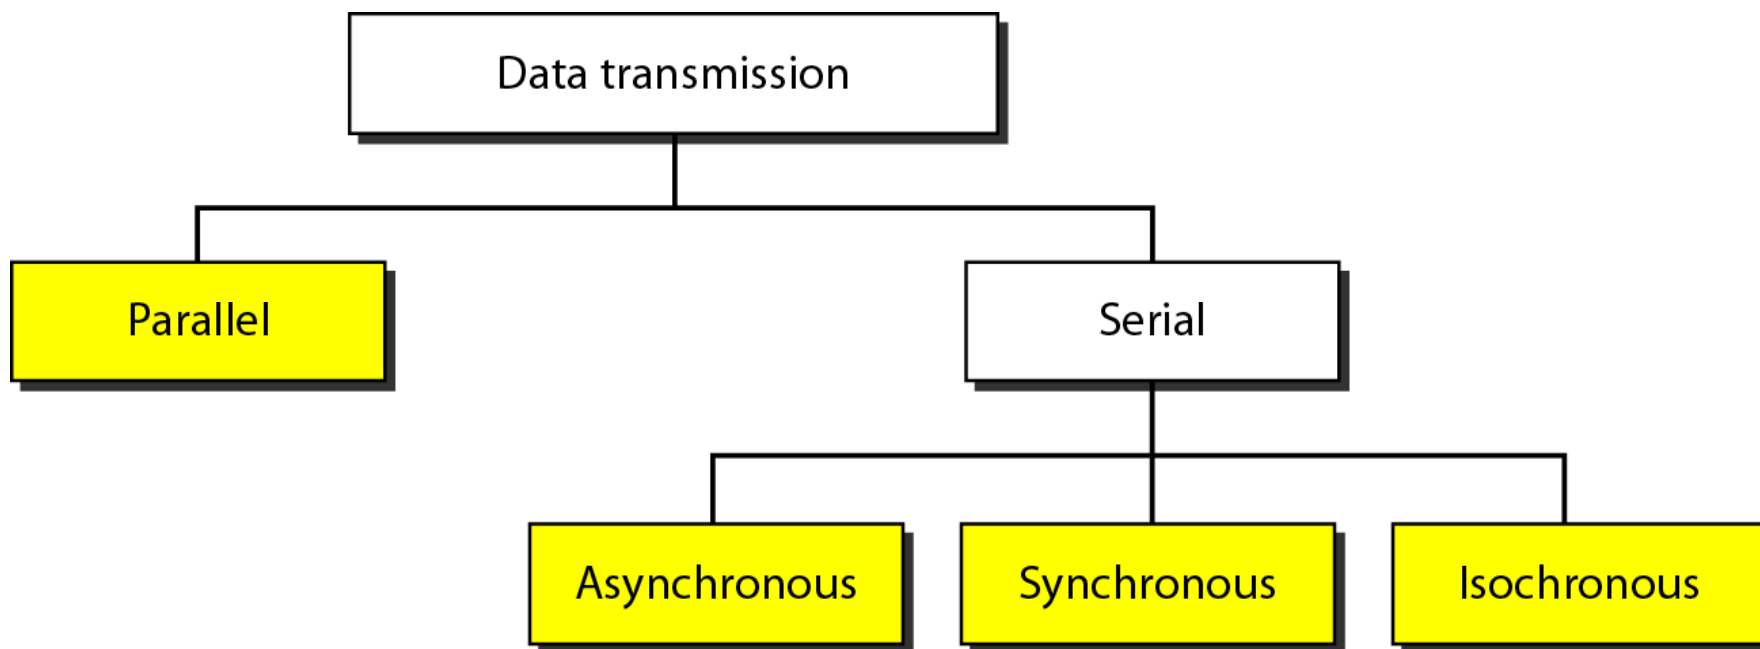 Data transmission
Parallel
Serial
Asynchronous
Synchronous
Isochronous